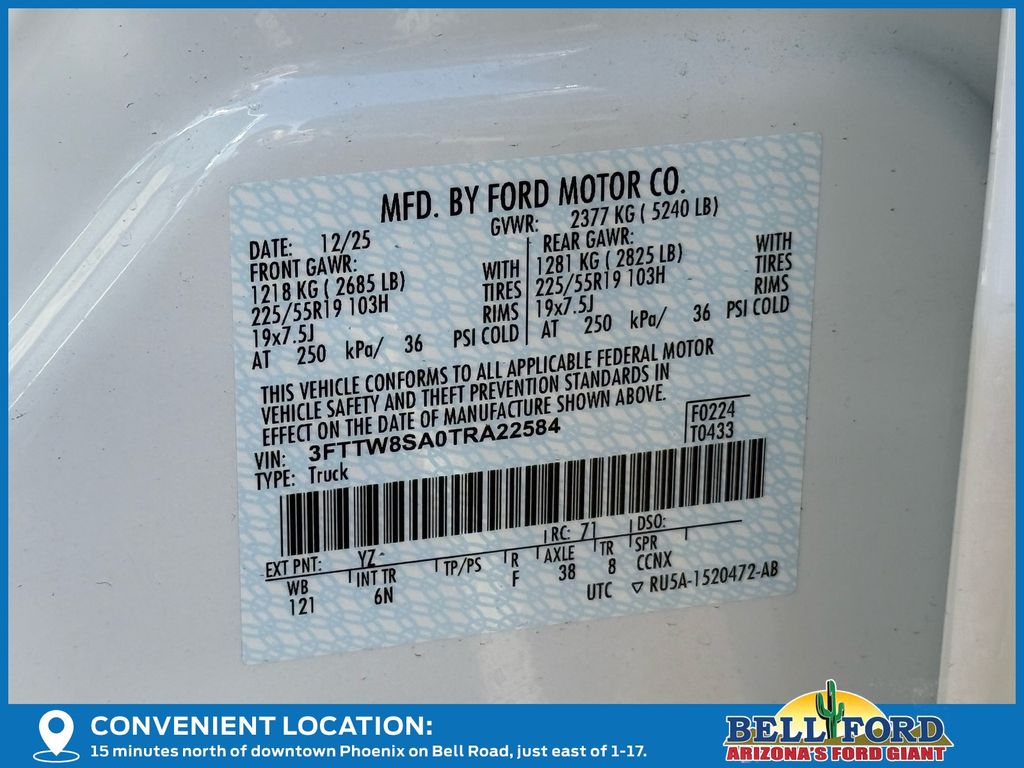 MFD. BY FORD MOTOR CO.
DATE: 12/25
GVWR: 2377 KG ( 5240 LB)
FRONT GAWR:
1218 KG ( 2685 LB)
WITH
225/55R19 103H
TIRES
19x7.5J
RIMS
AT 250 kPa/ 36 PSI COLD
REAR GAWR:
1281 KG ( 2825 LB)
WITH
225/55R19 103H
TIRES
19x7.5J
RIMS
AT 250 kPa/ 36 PSI COLD
THIS VEHICLE CONFORMS TO ALL APPLICABLE FEDERAL MOTOR
VEHICLE SAFETY AND THEFT PREVENTION STANDARDS IN
EFFECT ON THE DATE OF MANUFACTURE SHOWN ABOVE.
VIN: 3FTTW8SA0TRA22584
TYPE: Truck
F0224
T0433
EXT PNT: YZ
RC: 71
DSO:
WB
INT TR
TP/PS
R
AXLE
TR
SPR
121
6N
F
38
8
CCNX
UTC
RU5A-1520472-AB
CONVENIENT LOCATION:
15 minutes north of downtown Phoenix on Bell Road, just east of 1-17.
BELL FORD
ARIZONA'S FORD GIANT